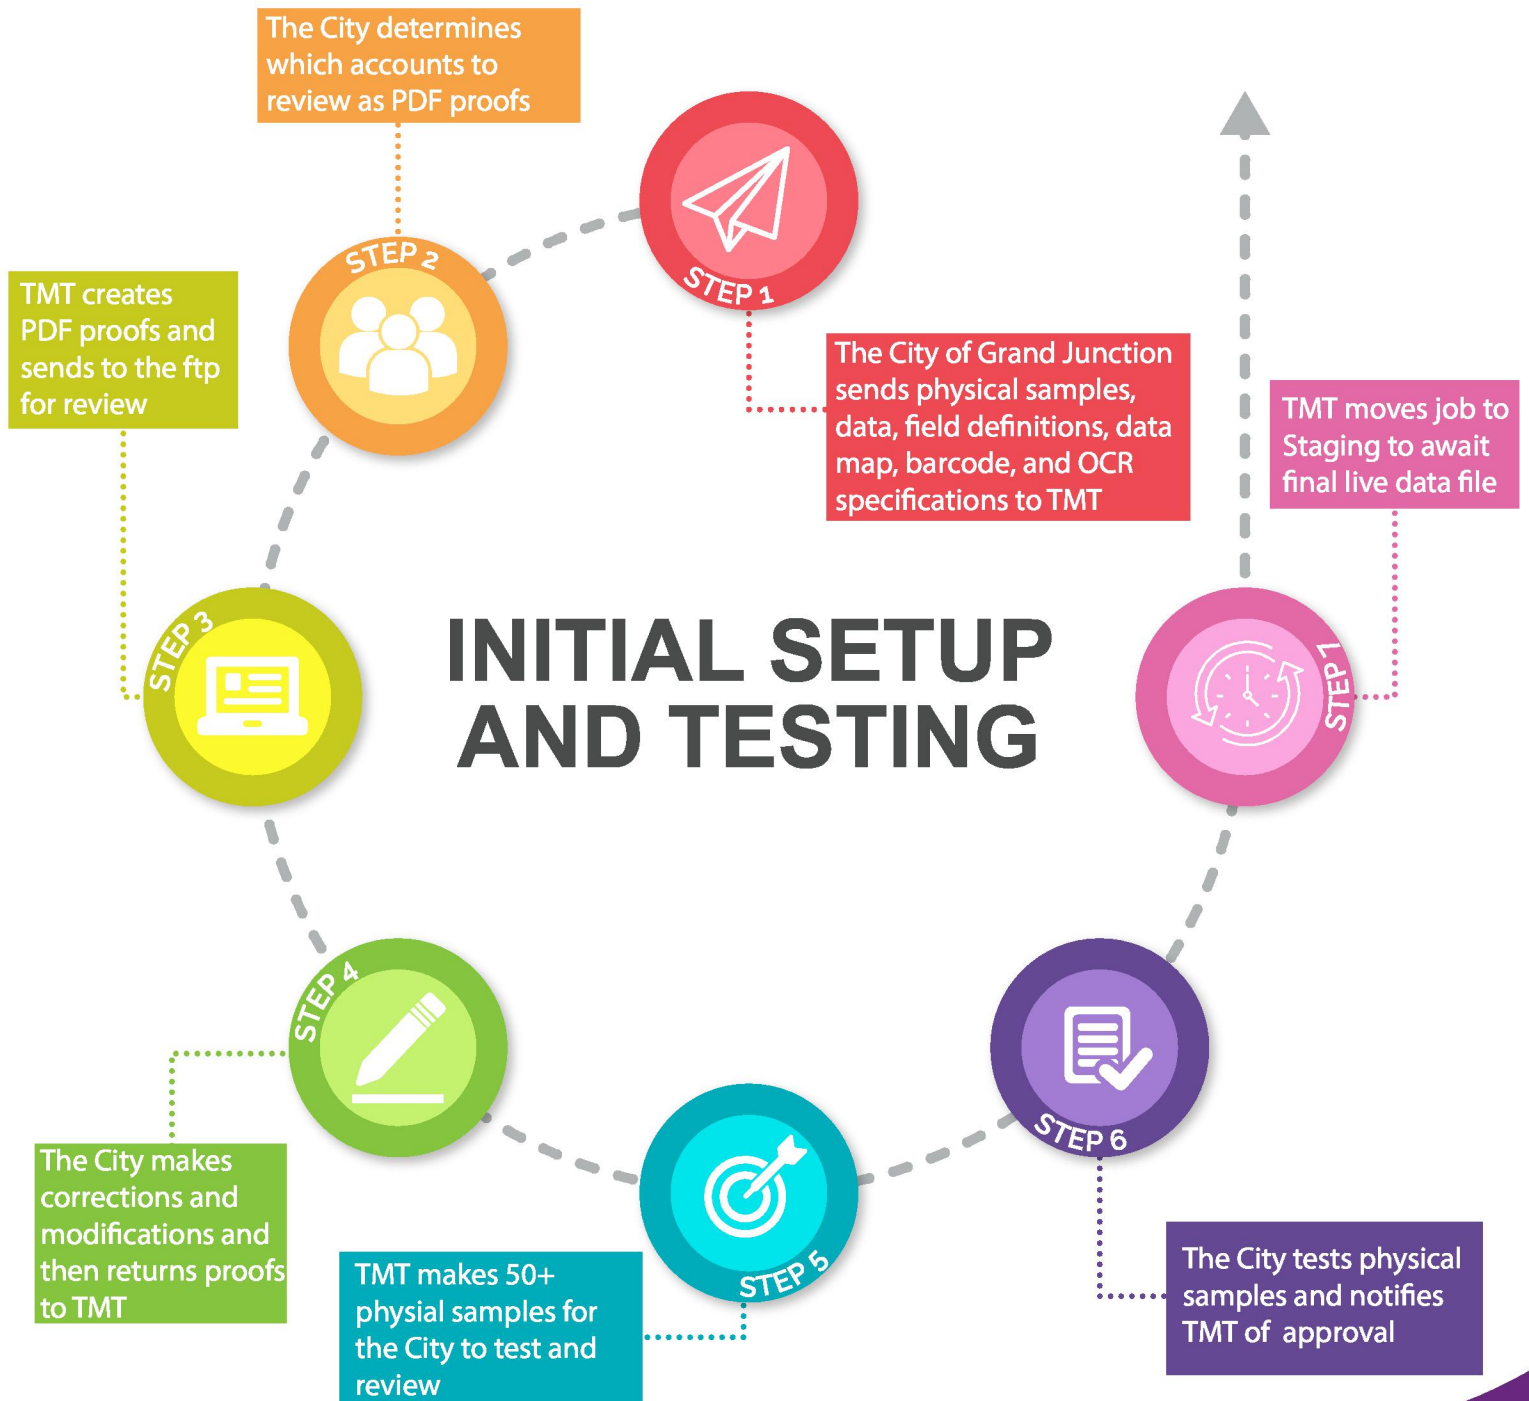 The City determines
which accounts to
review as PDF proofs
STEP 2
STEP 1
TMT creates
PDF proofs and
sends to the ftp
for review
The City of Grand Junction
sends physical samples,
data, field definitions, data
map, barcode, and OCR
specifications to TMT
TMT moves job to
Staging to await
final live data file
STEP 3
INITIAL SETUP
AND TESTING
STEP 7
STEP 4
The City makes
corrections and
modifications and
then returns proofs
to TMT
STEP 5
TMT makes 50+
physial samples for
the City to test and
review
STEP 6
The City tests physical
samples and notifies
TMT of approval